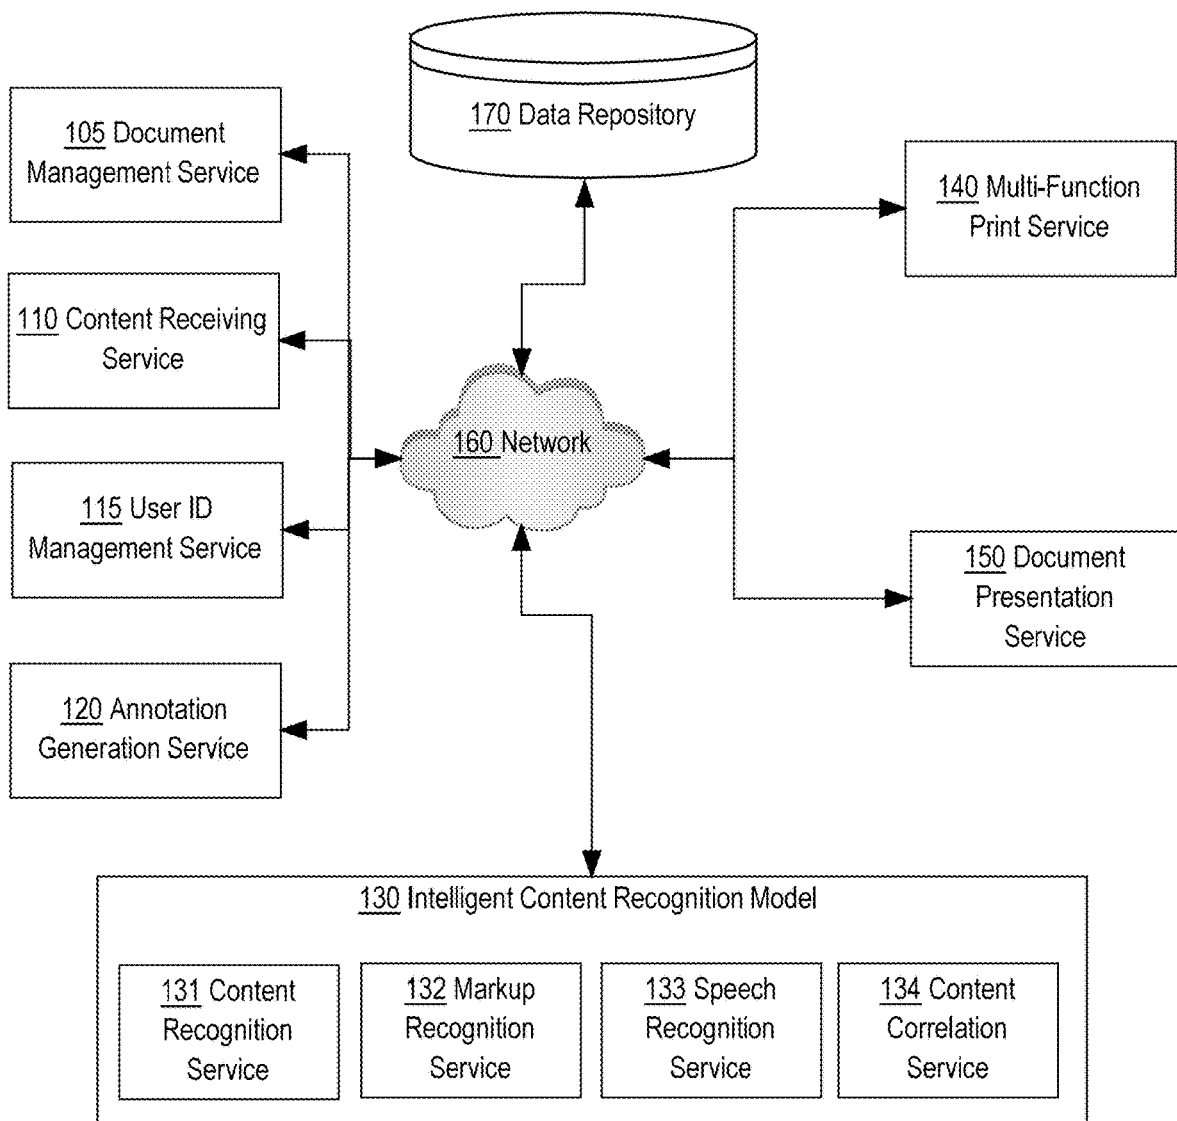 170 Data Repository
105 Document
Management Service
140 Multi-Function
Print Service
110 Content Receiving
Service
160 Network
115 User ID
Management Service
150 Document
Presentation
Service
120 Annotation
Generation Service
130 Intelligent Content Recognition Model
131 Content
Recognition
Service
132 Markup
Recognition
Service
133 Speech
Recognition
Service
134 Content
Correlation
Service